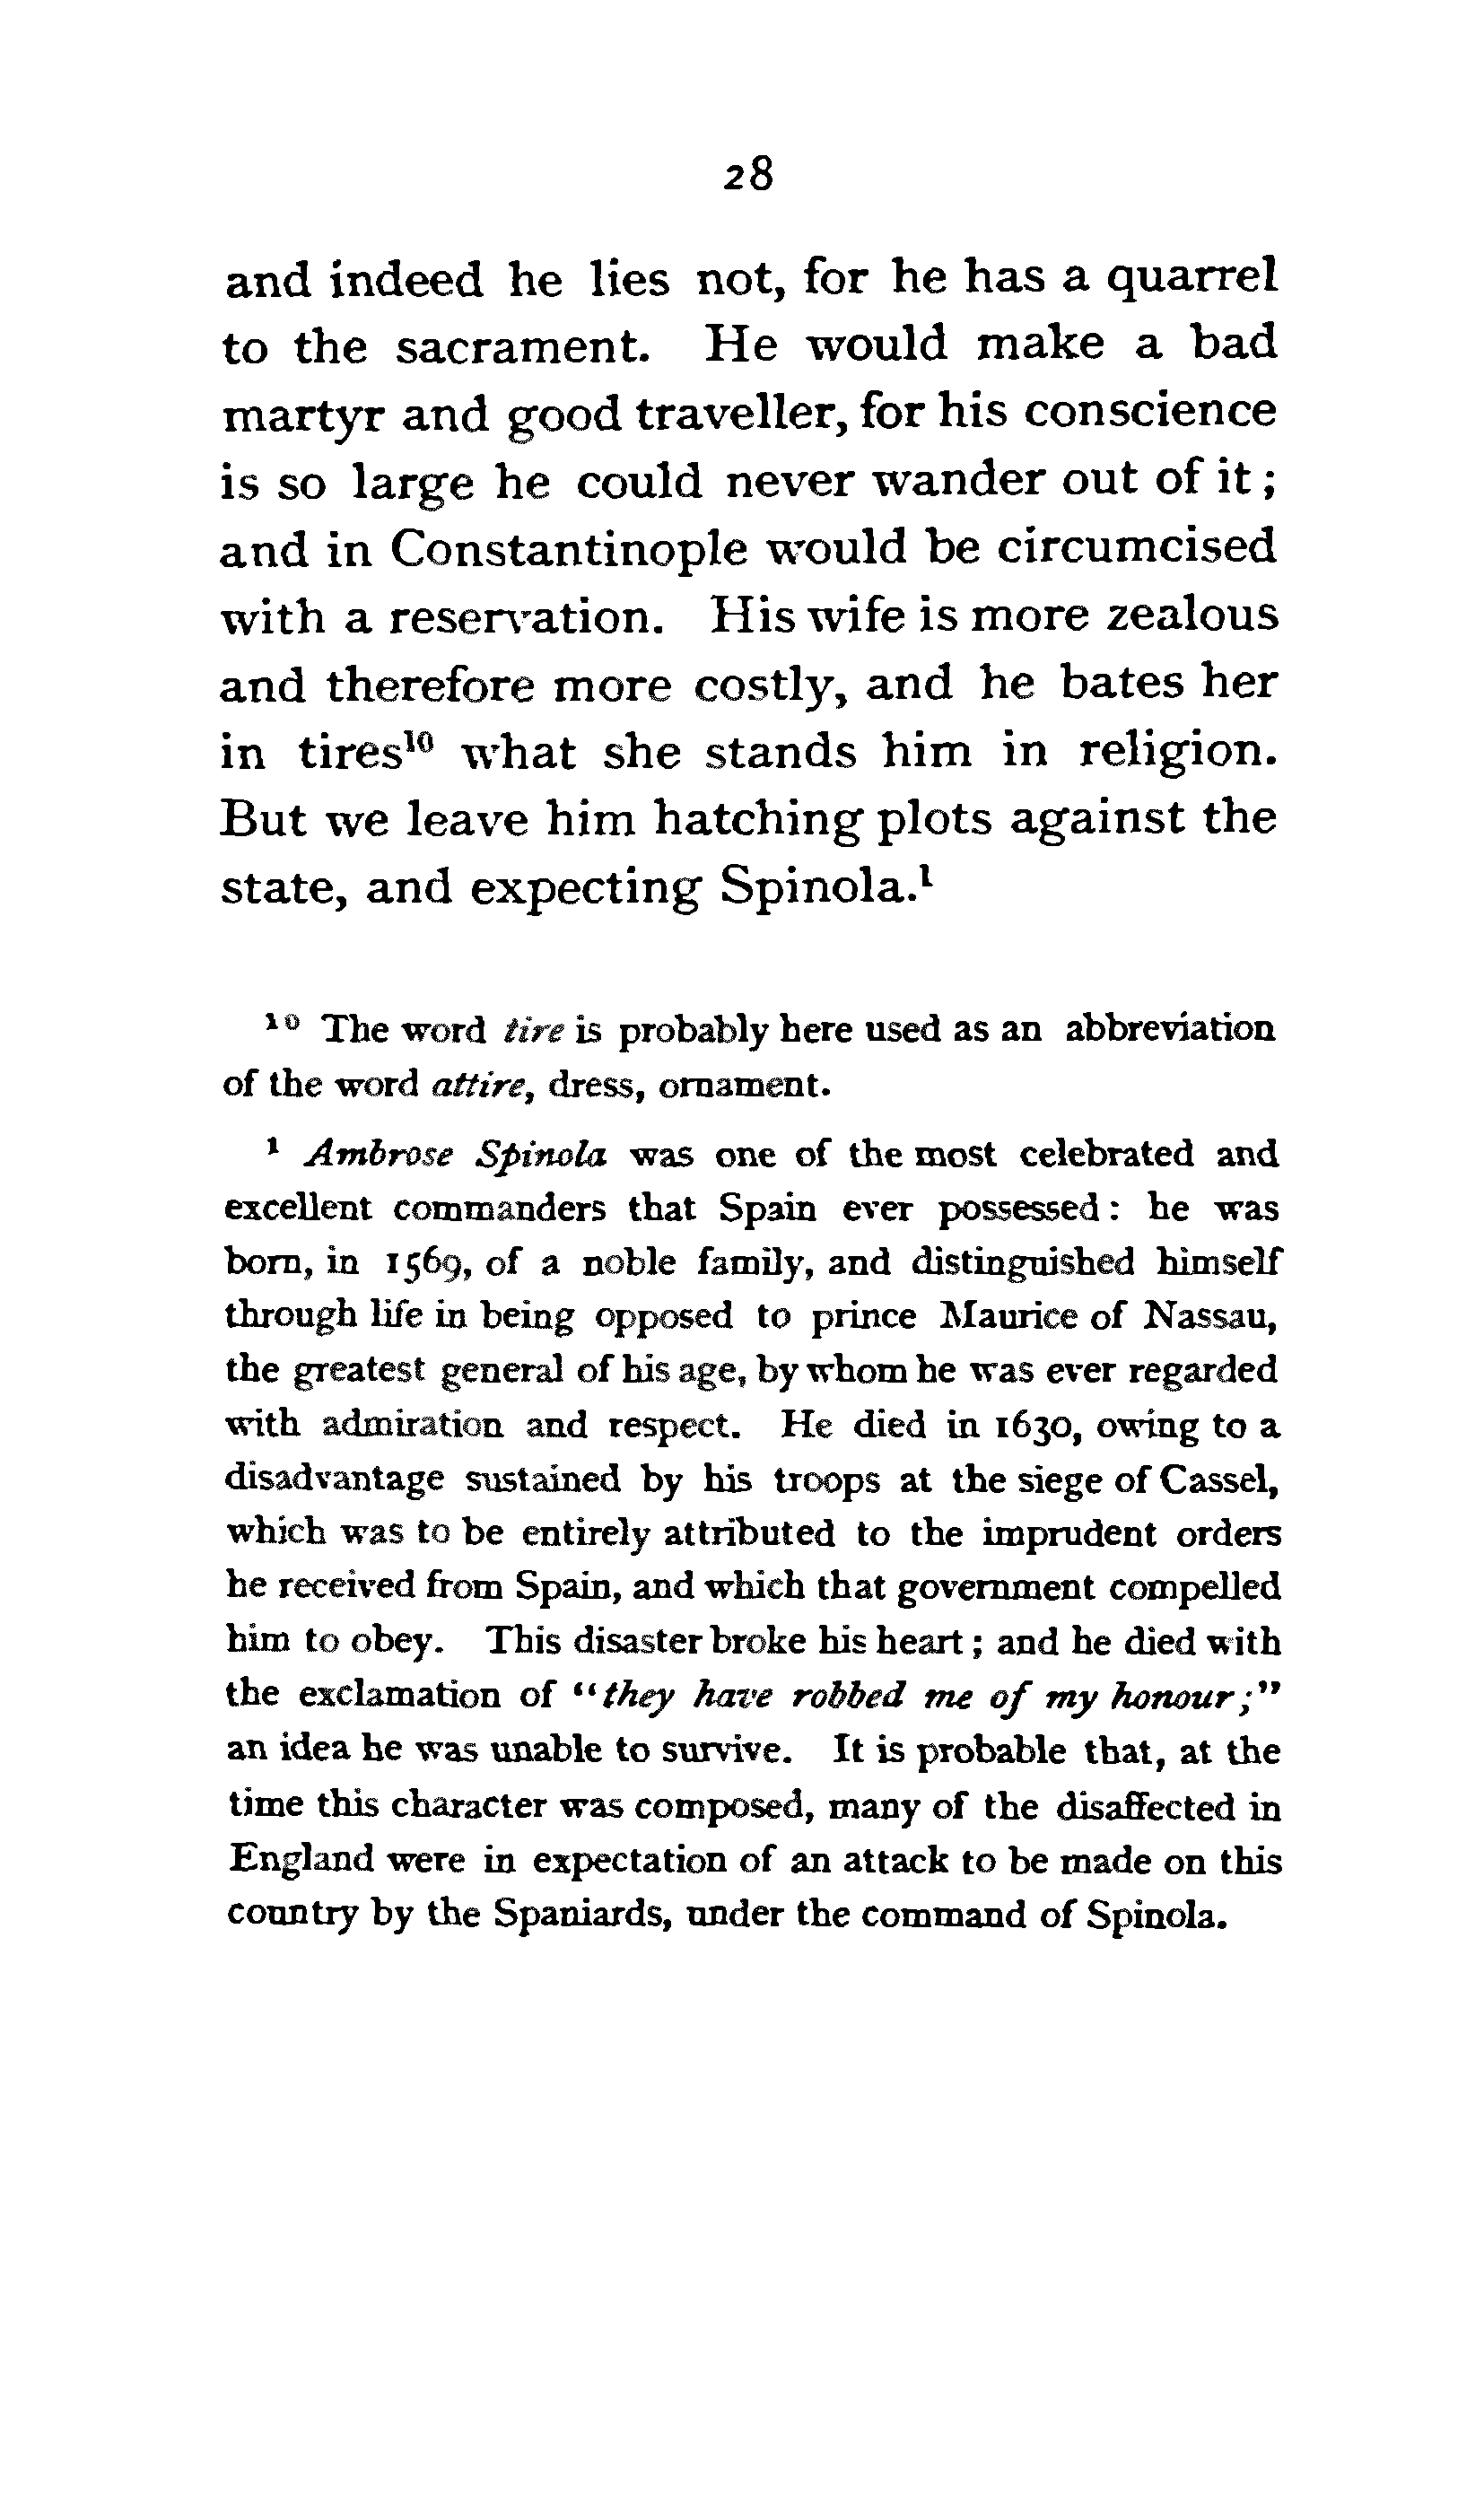 28
and indeed he lies not, for he has a quarrel
to the sacrament. He would make a bad
martyr and good traveller, for his conscience
is so large he could never wander out of it ;
and in Constantinople would be circumcised
with a reservation. His wife is more zealous
and therefore more costly, and he bates her
in tires¹⁰ what she stands him in religion.
But we leave him hatching plots against the
state, and expecting Spinola.¹
¹⁰ The word tire is probably here used as an abbreviation
of the word attire, dress, ornament.
¹ Ambrose Spinola was one of the most celebrated and
excellent commanders that Spain ever possessed : he was
born, in 1569, of a noble family, and distinguished himself
through life in being opposed to prince Maurice of Nassau,
the greatest general of his age, by whom he was ever regarded
with admiration and respect. He died in 1630, owing to a
disadvantage sustained by his troops at the siege of Cassel,
which was to be entirely attributed to the imprudent orders
he received from Spain, and which that government compelled
him to obey. This disaster broke his heart ; and he died with
the exclamation of “they have robbed me of my honour ;”
an idea he was unable to survive. It is probable that, at the
time this character was composed, many of the disaffected in
England were in expectation of an attack to be made on this
country by the Spaniards, under the command of Spinola.